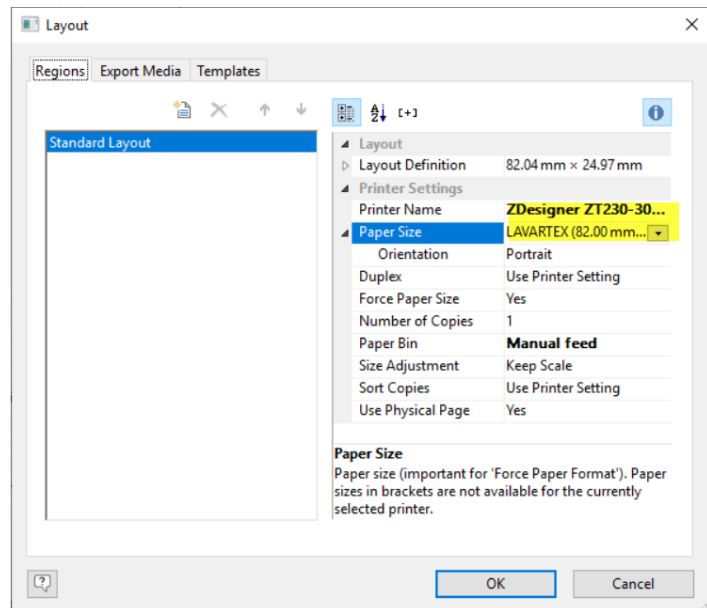 Layout
Regions Export Media Templates
Standard Layout
Layout
Layout Definition 82.04 mm × 24.97 mm
Printer Settings
Printer Name ZDesigner ZT230-30...
Paper Size LAVARTEX (82.00 mm...
Orientation Portrait
Duplex Use Printer Setting
Force Paper Size Yes
Number of Copies 1
Paper Bin Manual feed
Size Adjustment Keep Scale
Sort Copies Use Printer Setting
Use Physical Page Yes
Paper Size
Paper size (important for 'Force Paper Format'). Paper
sizes in brackets are not available for the currently
selected printer.
OK Cancel